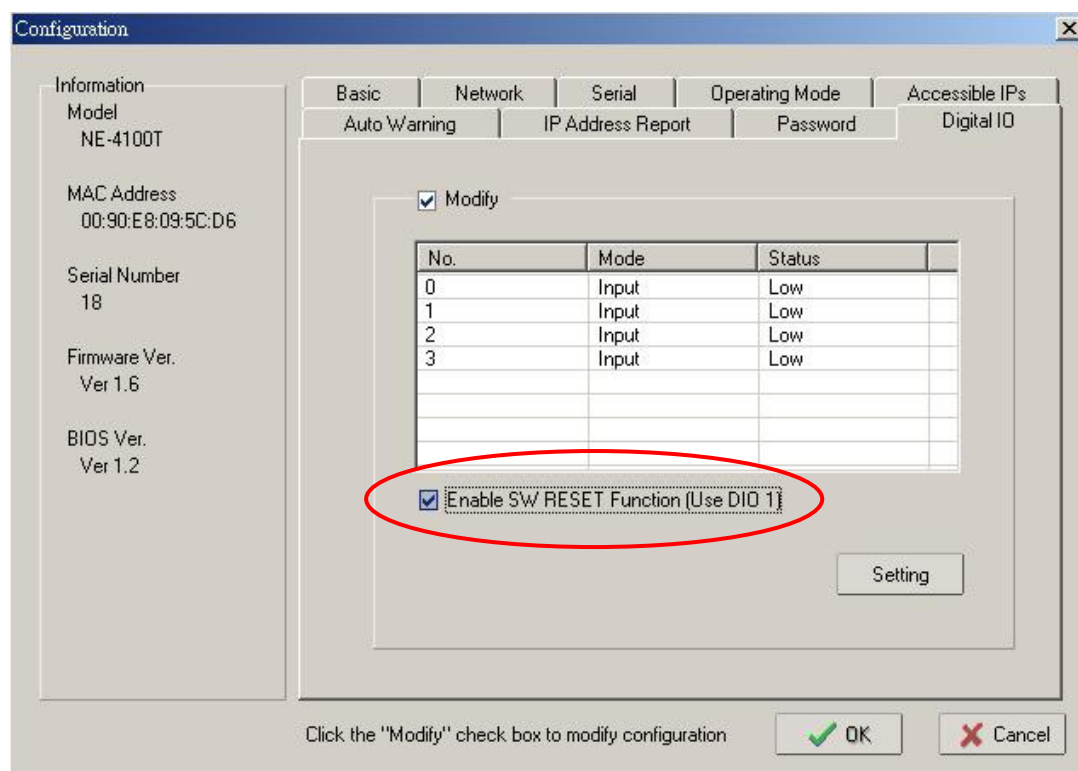 Configuration
Information
Model
NE-4100T
MAC Address
00:90:E8:09:5C:D6
Serial Number
18
Firmware Ver.
Ver 1.6
BIOS Ver.
Ver 1.2
Basic Network Serial Operating Mode Accessible IPs
Auto Warning IP Address Report Password Digital IO
Modify
No. Mode Status
0 Input Low
1 Input Low
2 Input Low
3 Input Low
Enable SW RESET Function (Use DIO 1)
Setting
Click the "Modify" check box to modify configuration
OK
Cancel